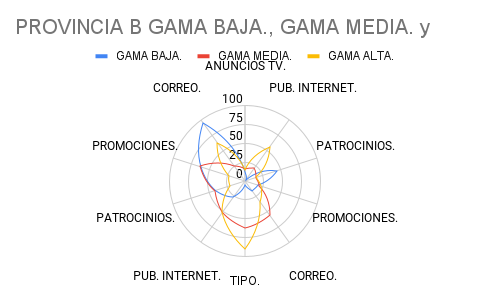 PROVINCIA B GAMA BAJA., GAMA MEDIA. y
GAMA BAJA. GAMA MEDIA. GAMA ALTA.
ANUNCIOS TV.
CORREO. PUB. INTERNET.
100
75
PROMOCIONES. 50 PATROCINIOS.
25
0
PATROCINIOS. PROMOCIONES.
PUB. INTERNET. TIPO. CORREO.